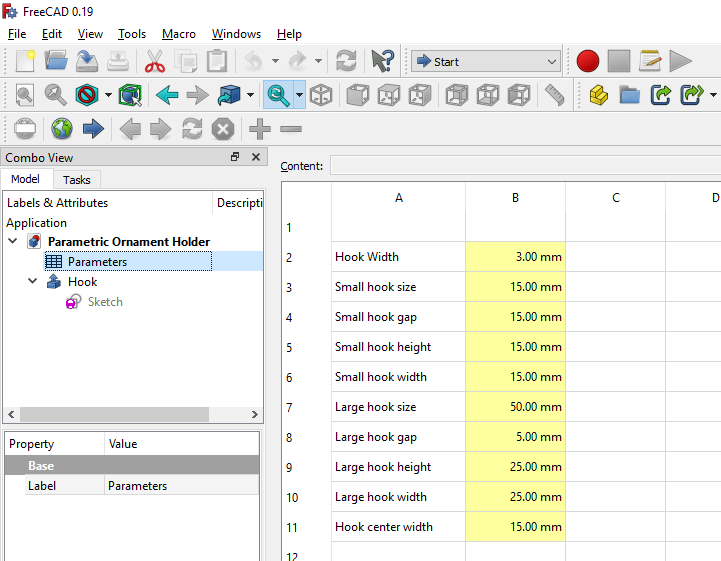 FreeCAD 0.19
File Edit View Tools Macro Windows Help
Start
Combo View
Model Tasks
Labels & Attributes Descripti
Application
Parametric Ornament Holder
Parameters
Hook
Sketch
Property Value
Base
Label Parameters
Content:
A B C D
1
2 Hook Width 3.00 mm
3 Small hook size 15.00 mm
4 Small hook gap 15.00 mm
5 Small hook height 15.00 mm
6 Small hook width 15.00 mm
7 Large hook size 50.00 mm
8 Large hook gap 5.00 mm
9 Large hook height 25.00 mm
10 Large hook width 25.00 mm
11 Hook center width 15.00 mm
12